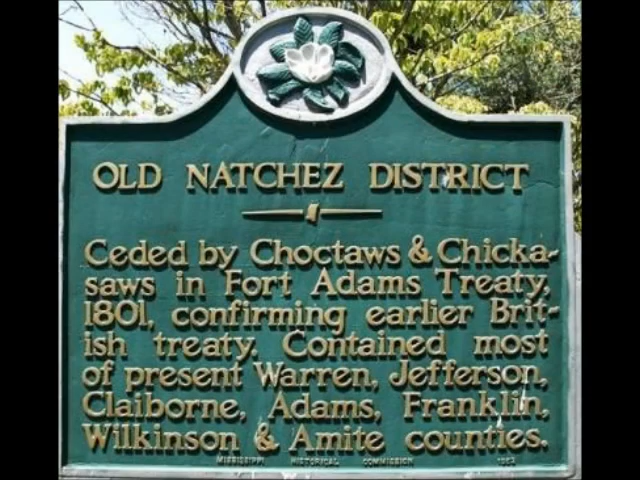 OLD NATCHEZ DISTRICT
Ceded by Choctaws & Chicka-
saws in Fort Adams Treaty,
1801, confirming earlier Brit-
ish treaty. Contained most
of present Warren, Jefferson,
Claiborne, Adams, Franklin,
Wilkinson & Amite counties.
MISSISSIPPI HISTORICAL COMMISSION